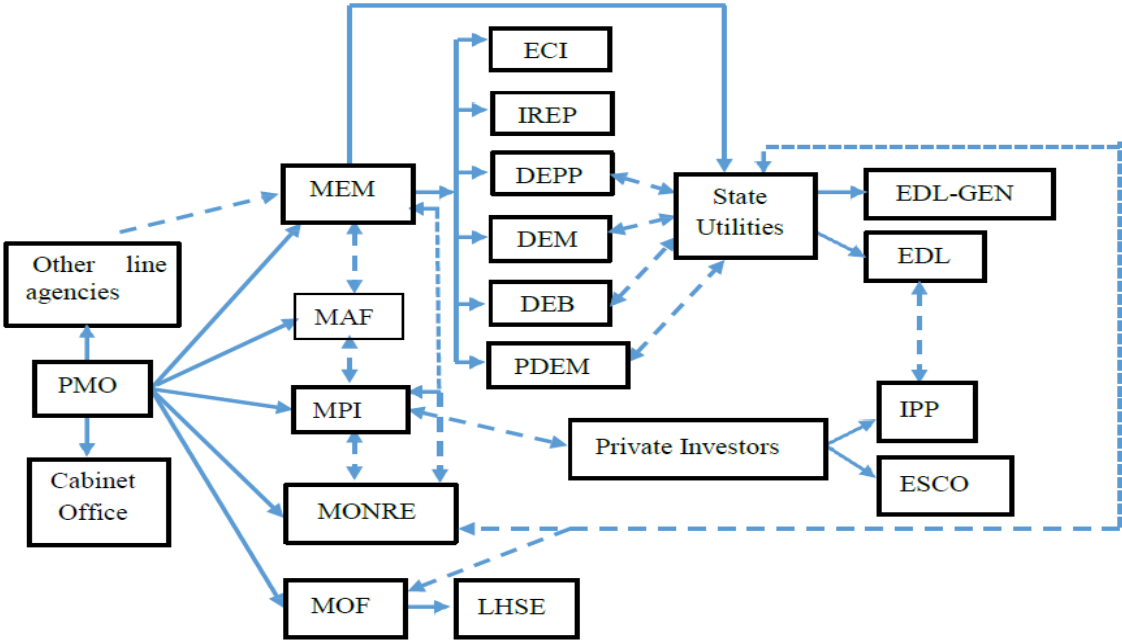 ECI
IREP
MEM
DEPP
State
Utilities
EDL-GEN
DEM
EDL
Other line
agencies
DEB
MAF
PMO
PDEM
MPI
IPP
Private Investors
Cabinet
Office
ESCO
MONRE
MOF
LHSE